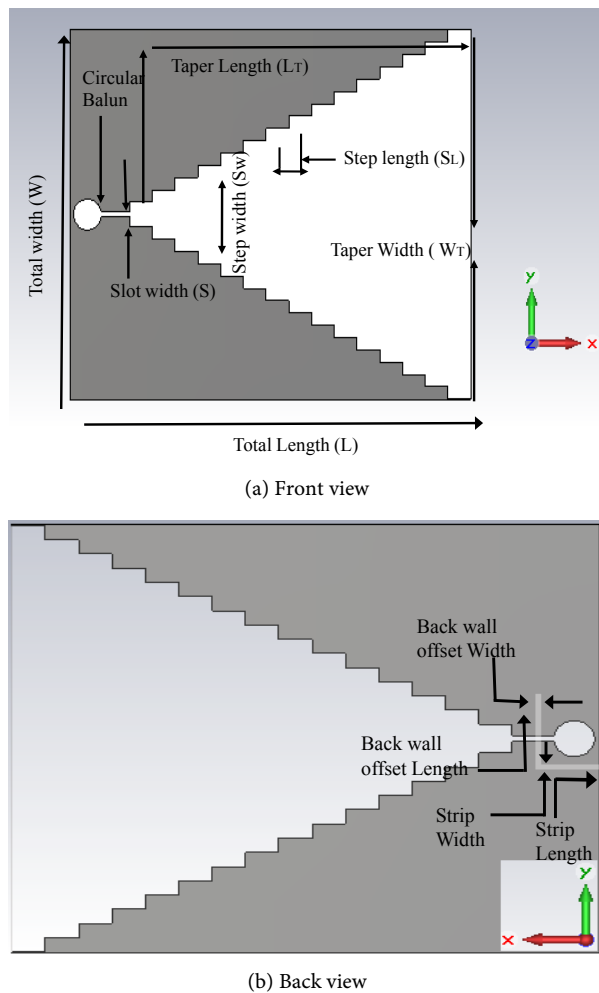 Circular
Balun
Taper Length (LT)
Step length (SL)
Total width (W)
Step width (Sw)
Taper Width ( WT)
Slot width (S)
y
z
x
Total Length (L)
(a) Front view
Back wall
offset Width
Back wall
offset Length
Strip
Width
Strip
Length
y
x
(b) Back view